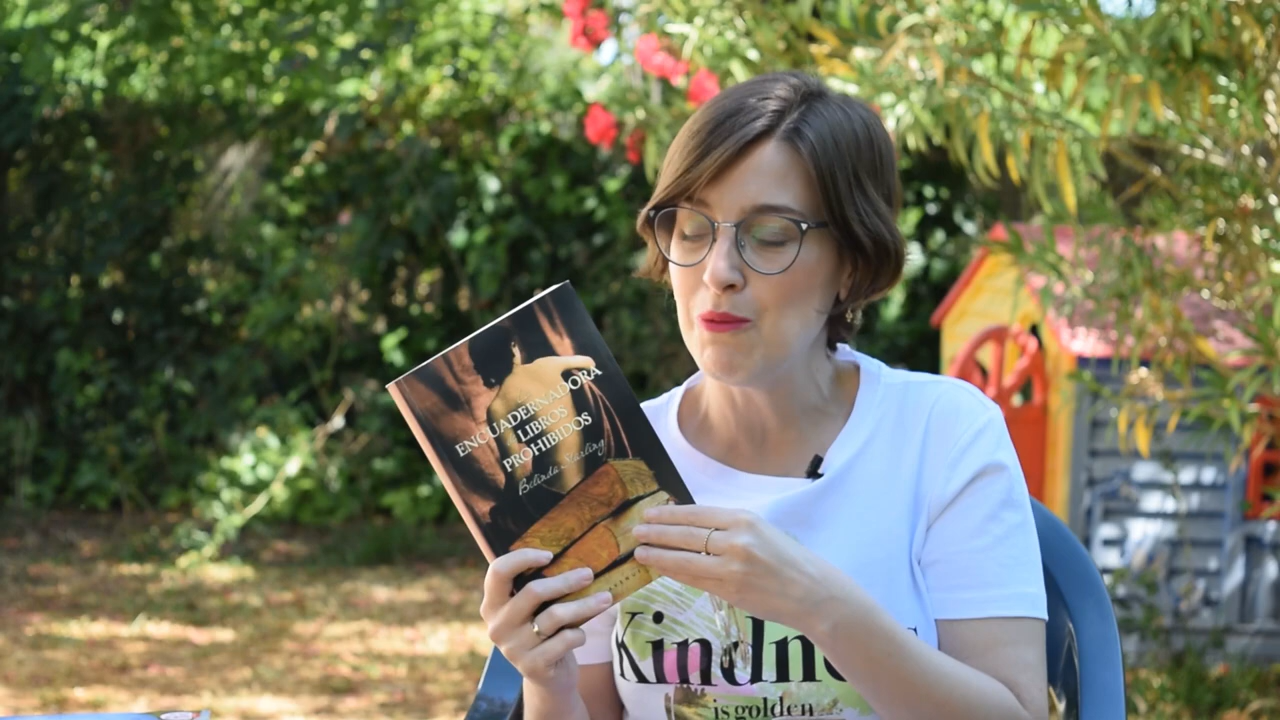 ENCUADERNADORA
LIBROS
PROHIBIDOS
Belinda Starling
Kindne
is golden